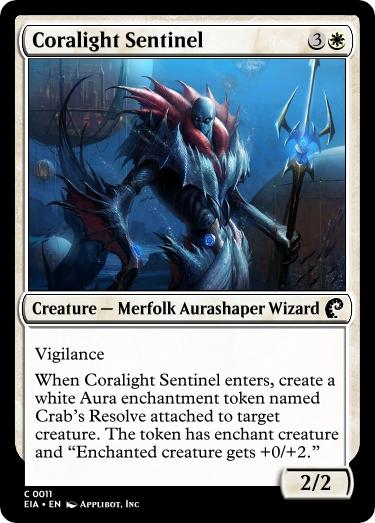 Coralight Sentinel 3
Creature — Merfolk Aurashaper Wizard
Vigilance
When Coralight Sentinel enters, create a
white Aura enchantment token named
Crab's Resolve attached to target
creature. The token has enchant creature
and “Enchanted creature gets +0/+2.”
2/2
C 0011
EIA • EN Applibot, Inc